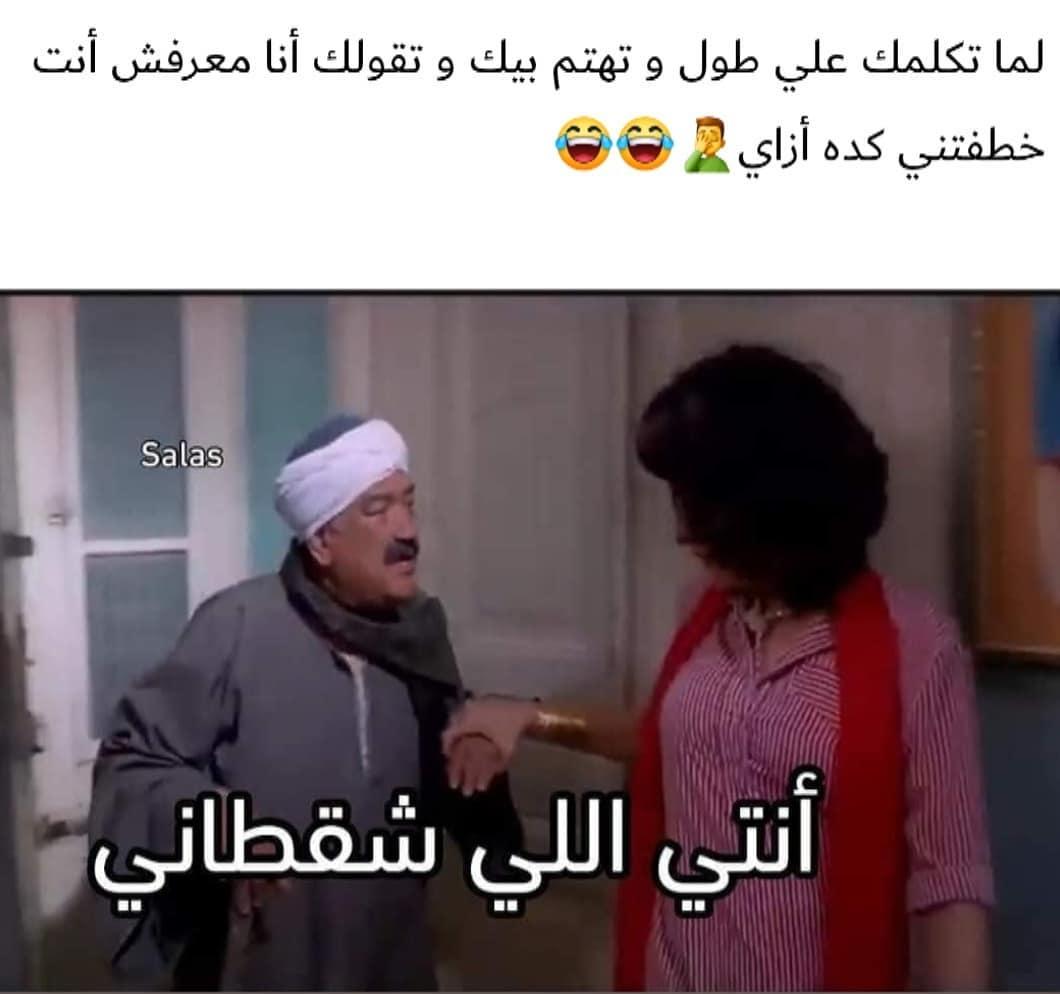 لما تكلمك علي طول و تهتم بيك و تقولك أنا معرفش أنت
خطفتني كده أزاي🤦‍♂️😂😂
Salas
أنتي اللي شقطاني